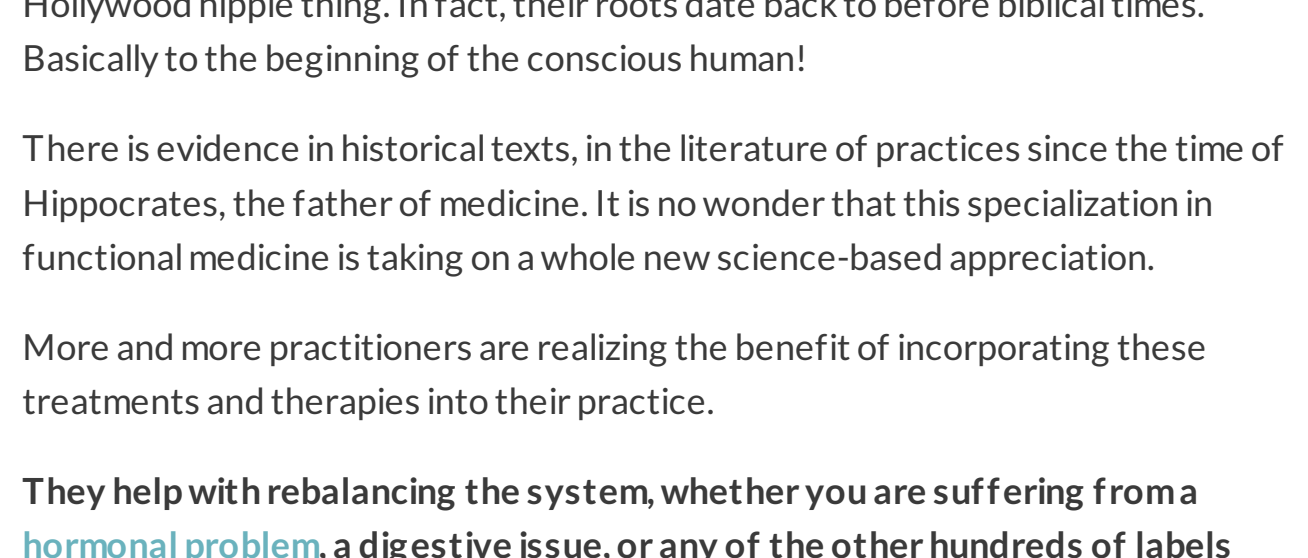 Hollywood hippie thing. In fact, their roots date back to before biblical times.
Basically to the beginning of the conscious human!
There is evidence in historical texts, in the literature of practices since the time of
Hippocrates, the father of medicine. It is no wonder that this specialization in
functional medicine is taking on a whole new science-based appreciation.
More and more practitioners are realizing the benefit of incorporating these
treatments and therapies into their practice.
They help with rebalancing the system, whether you are suffering from a
hormonal problem, a digestive issue, or any of the other hundreds of labels